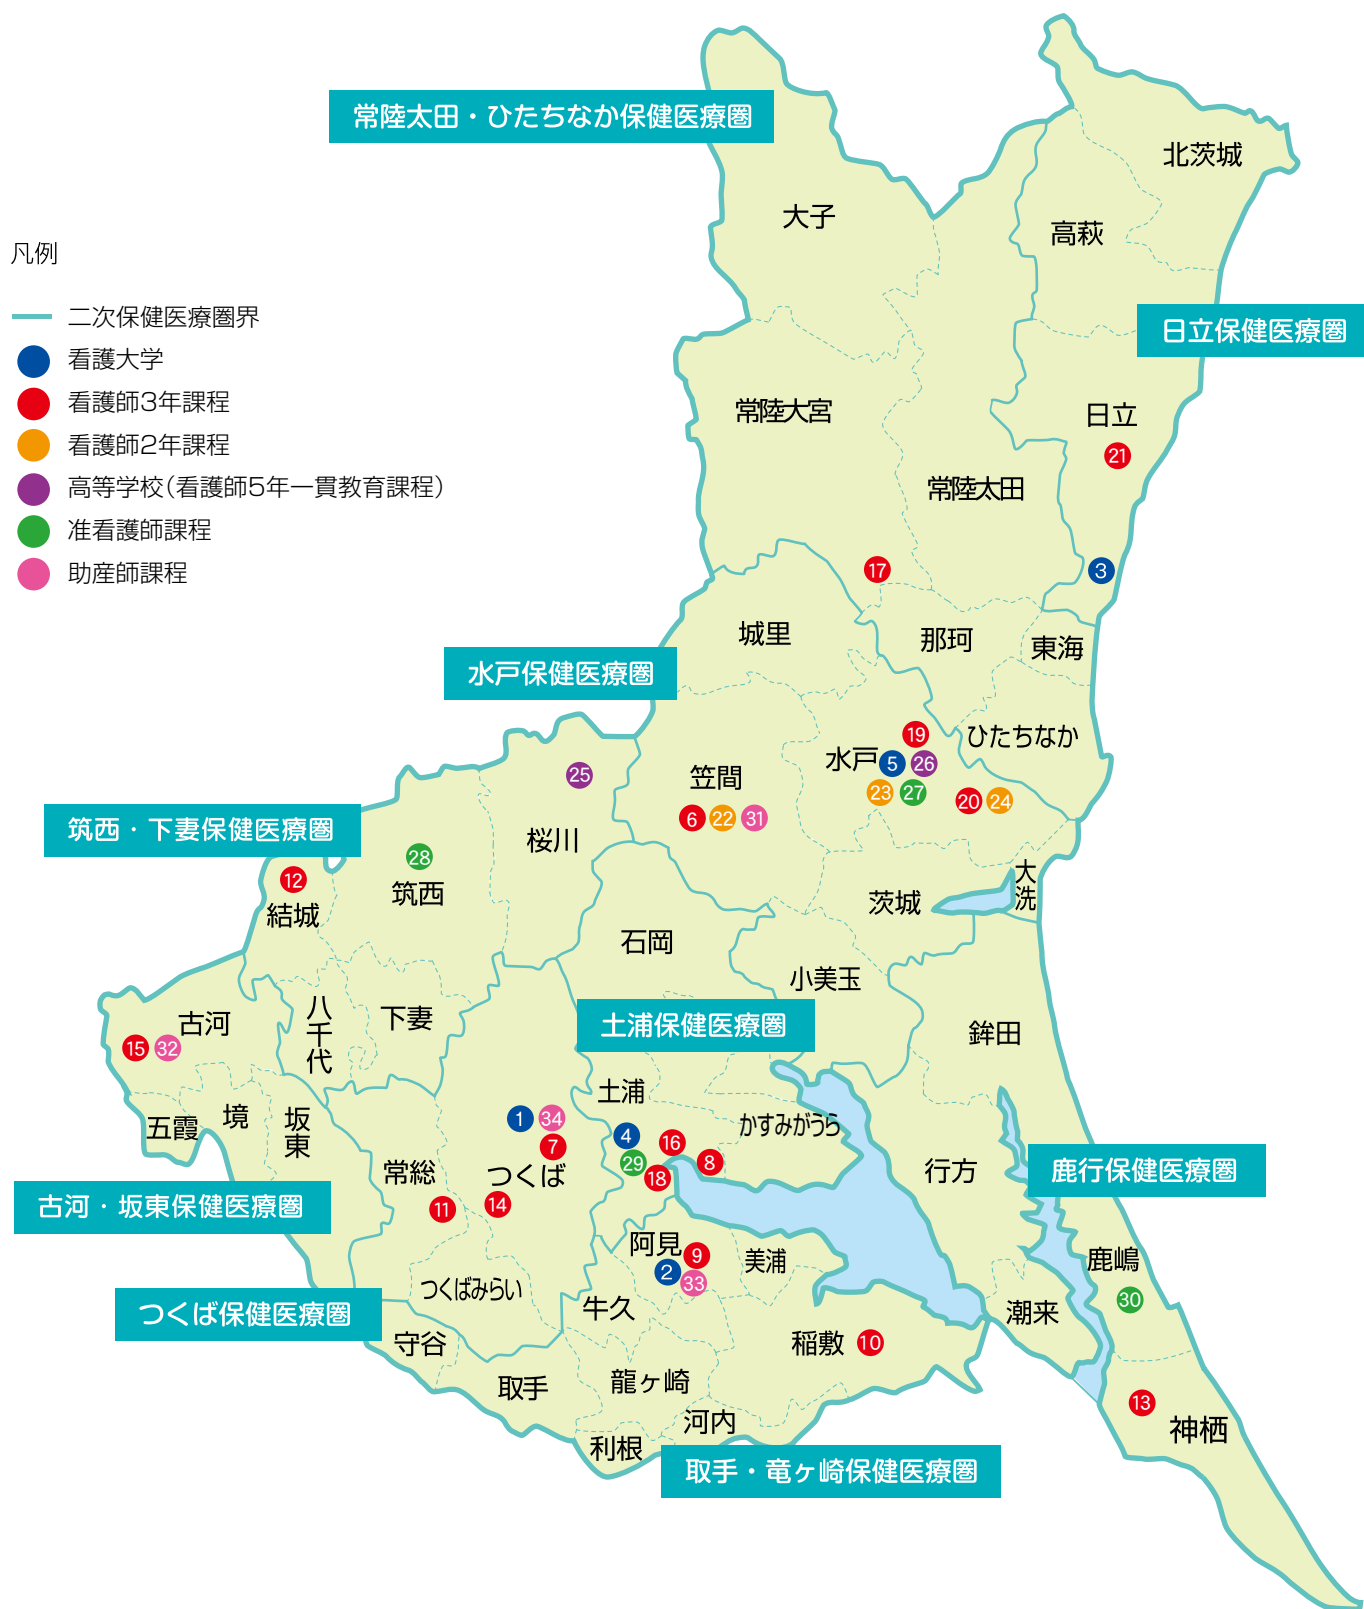 常陸太田・ひたちなか保健医療圏
北茨城
大子
高萩
凡例
二次保健医療圏界
看護大学
看護師3年課程
看護師2年課程
高等学校（看護師5年一貫教育課程）
准看護師課程
助産師課程
日立保健医療圏
常陸大宮
日立
21
常陸太田
17
3
城里
那珂
東海
水戸保健医療圏
19
ひたちなか
水戸
5
26
25
笠間
23
27
20
24
6
22
31
筑西・下妻保健医療圏
桜川
28
12
筑西
大洗
茨城
結城
石岡
小美玉
八千代
下妻
古河
土浦保健医療圏
鉾田
15
32
土浦
1
34
境
坂東
五霞
4
かすみがうら
7
16
8
29
18
常総
つくば
行方
鹿行保健医療圏
11
14
古河・坂東保健医療圏
阿見
9
美浦
鹿嶋
2
33
つくばみらい
30
つくば保健医療圏
牛久
潮来
守谷
稲敷
10
取手
龍ヶ崎
13
河内
神栖
利根
取手・竜ヶ崎保健医療圏